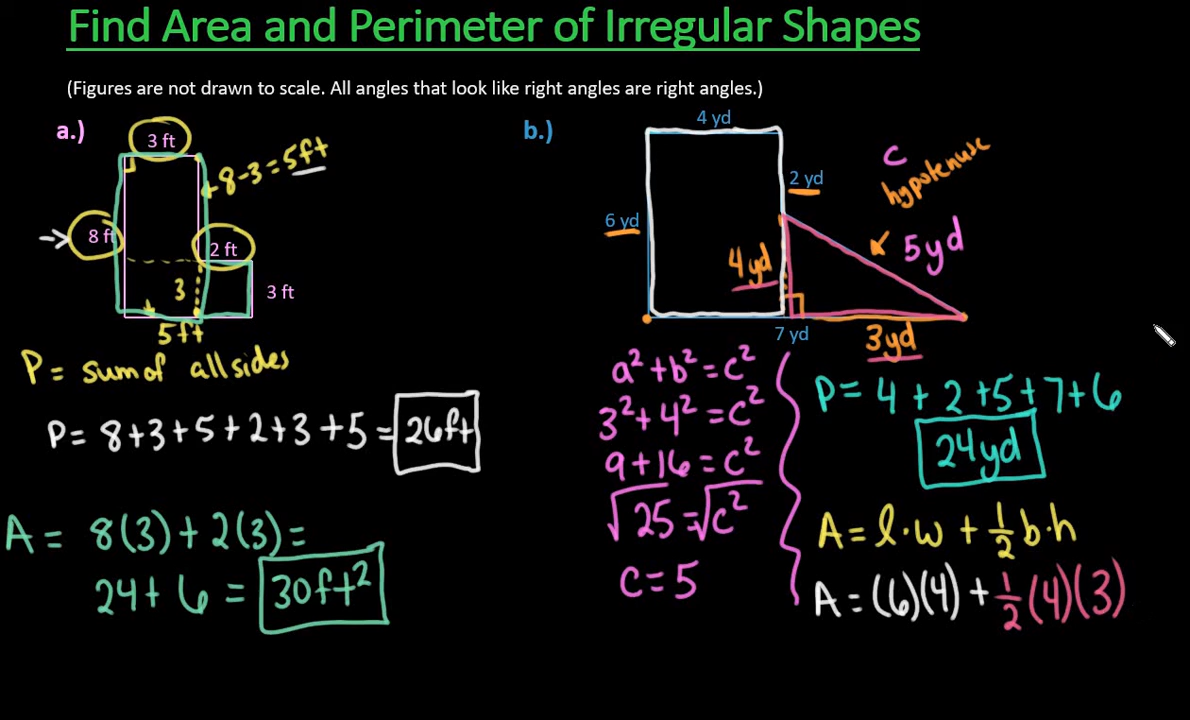 Find Area and Perimeter of Irregular Shapes
(Figures are not drawn to scale. All angles that look like right angles are right angles.)
a.)
3 ft
8-3=5ft
8 ft
2 ft
3
3 ft
5ft
P= sum of all sides
P= 8+3+5+2+3+5= 26ft
A= 8(3)+2(3)=
24+6= 30ft²
b.)
4 yd
2 yd
c
hypotenuse
6 yd
4yd
5yd
7 yd
3yd
a²+b²=c²
3²+4²=c²
9+16=c²
√25=√c²
c=5
P= 4+2+5+7+6
24yd
A= l·w + 1/2 b·h
A= (6)(4) + 1/2 (4)(3)